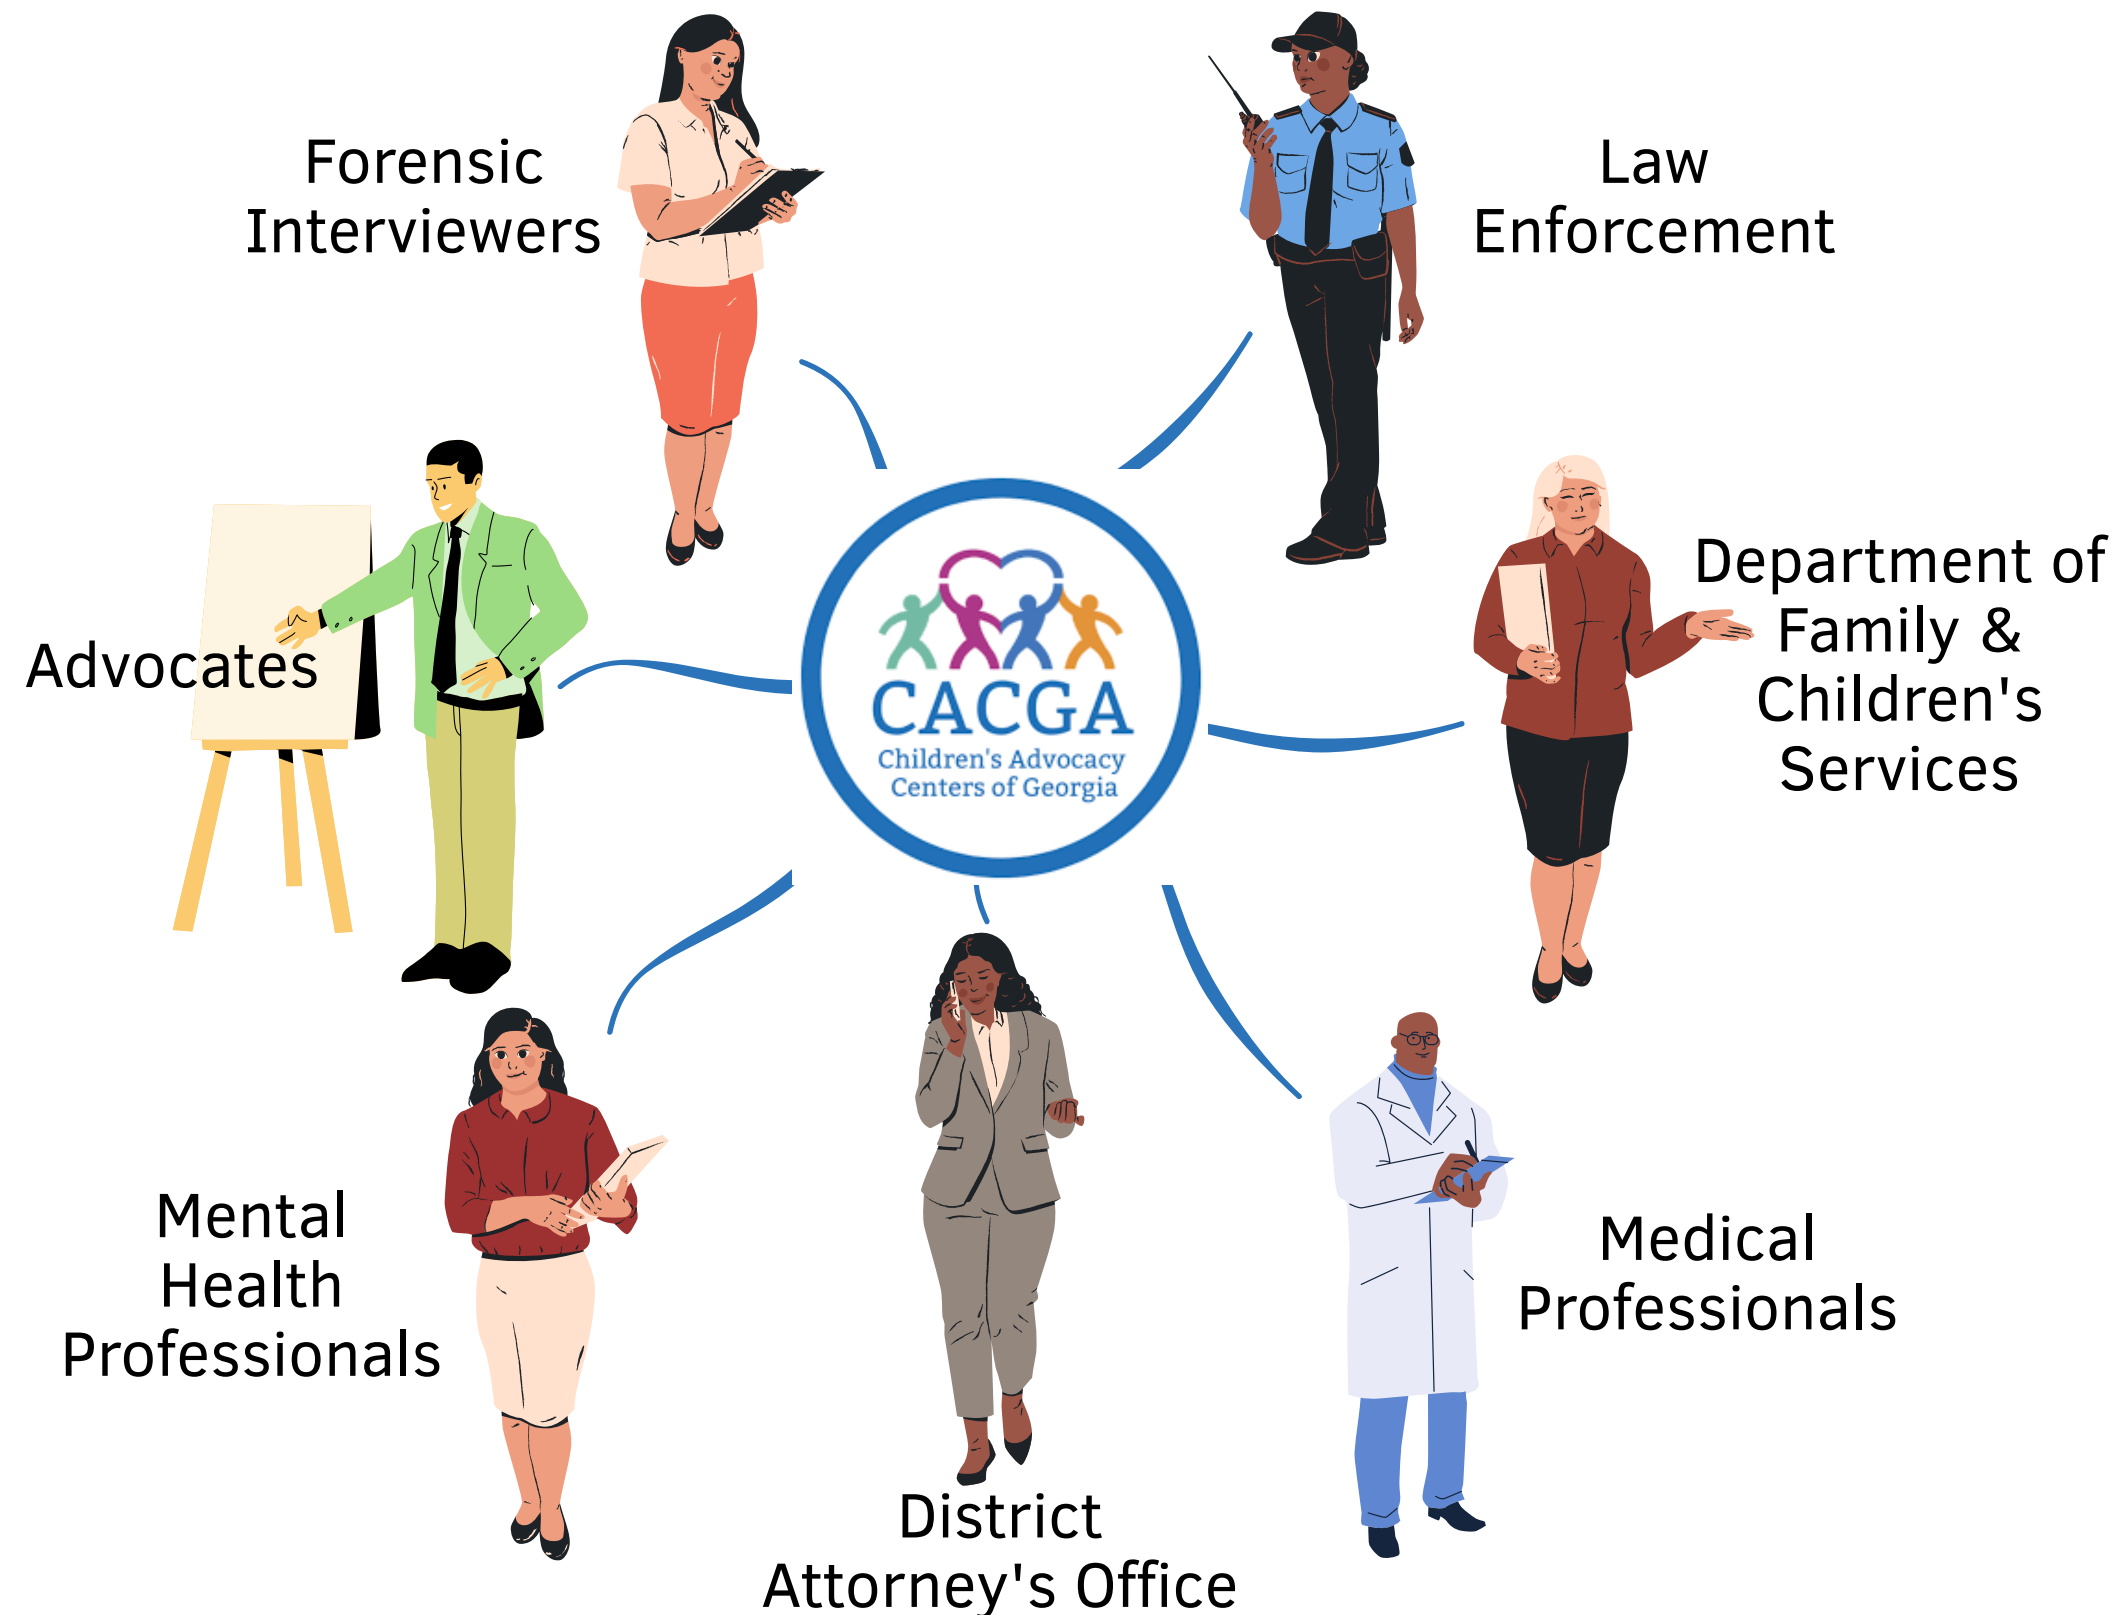 Forensic
Interviewers
Law
Enforcement
Advocates
CACGA
Children's Advocacy
Centers of Georgia
Department of
Family &
Children's
Services
Mental
Health
Professionals
District
Attorney's Office
Medical
Professionals